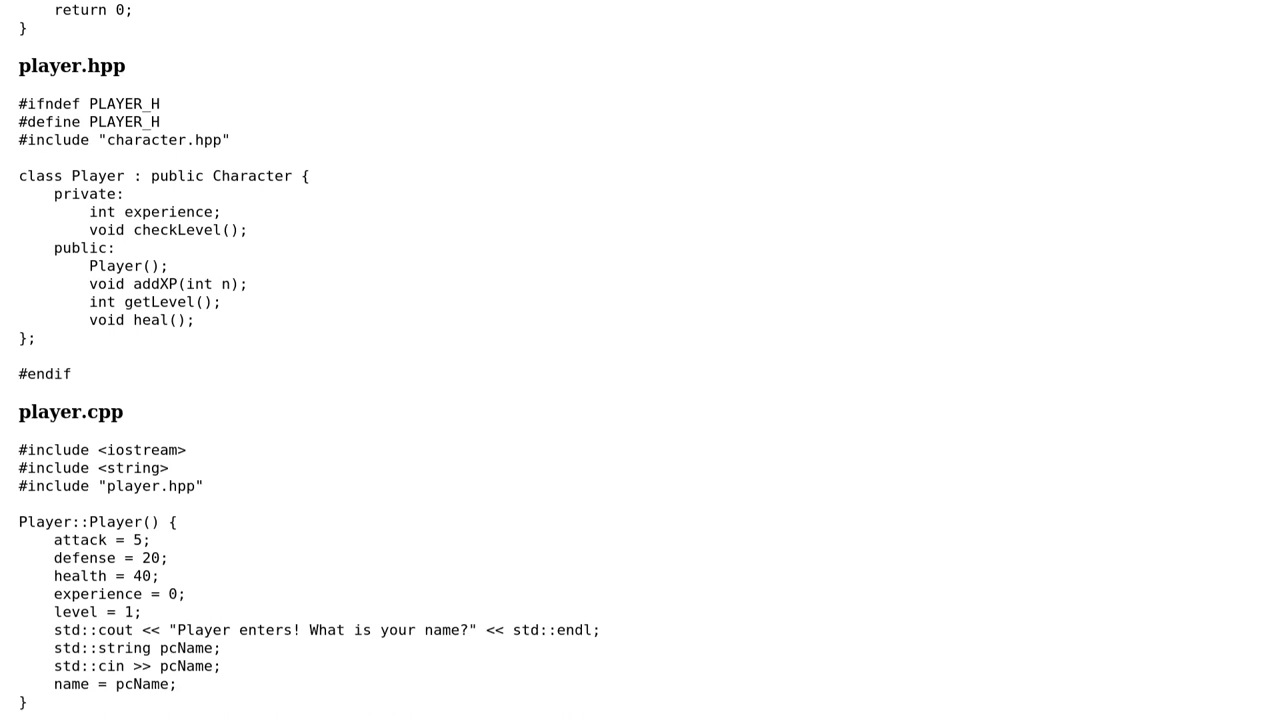 return 0;
}
player.hpp
#ifndef PLAYER_H
#define PLAYER_H
#include "character.hpp"
class Player : public Character {
    private:
        int experience;
        void checkLevel();
    public:
        Player();
        void addXP(int n);
        int getLevel();
        void heal();
};
#endif
player.cpp
#include <iostream>
#include <string>
#include "player.hpp"
Player::Player() {
    attack = 5;
    defense = 20;
    health = 40;
    experience = 0;
    level = 1;
    std::cout << "Player enters! What is your name?" << std::endl;
    std::string pcName;
    std::cin >> pcName;
    name = pcName;
}